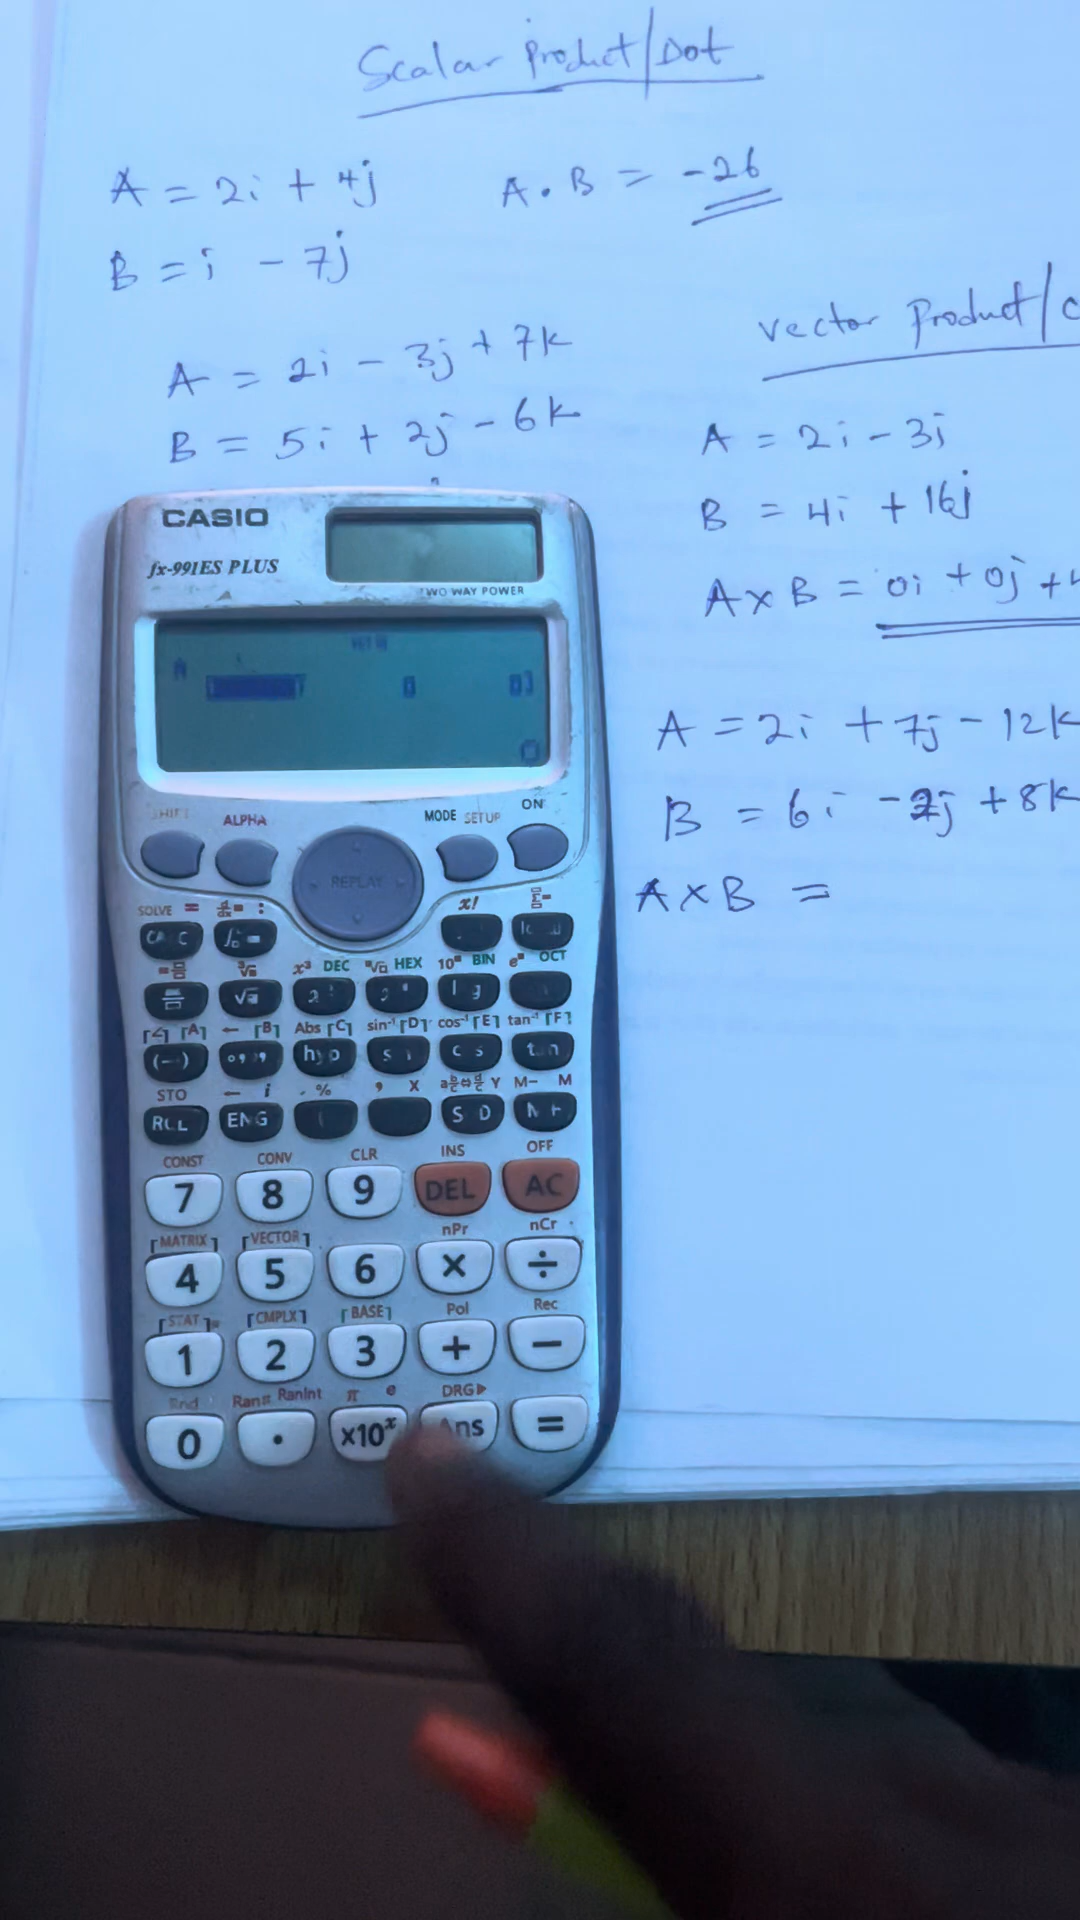 Scalar Product/Dot
A = 2i + 4j
A . B = -26
B = i - 7j
Vector Product/
A = 2i - 3j + 7k
B = 5i + 2j - 6k
A = 2i - 3j
B = 4i + 16j
A x B = 0i + 0j +
A = 2i + 7j - 12k
B = 6i - 2j + 8k
A x B =
CASIO
fx-991ES PLUS
TWO WAY POWER
SHIFT ALPHA MODE SETUP ON
REPLAY
SOLVE = d/dx = : x! Σ=
CALC
x³ DEC HEX 10ˣ BIN eˣ OCT
[∠] [A] ← [B] Abs [C] sin⁻¹ [D] cos⁻¹ [E] tan⁻¹ [F]
(−) hyp tan
STO ← i % , X Y M− M
RCL ENG
CONST CONV CLR INS OFF
7 8 9 DEL AC
[MATRIX] [VECTOR] nPr nCr
4 5 6 × ÷
[STAT] [CMPLX] [BASE] Pol Rec
1 2 3 + −
Rnd Ran# RanInt π e DRG▶
0 . ×10ˣ Ans =